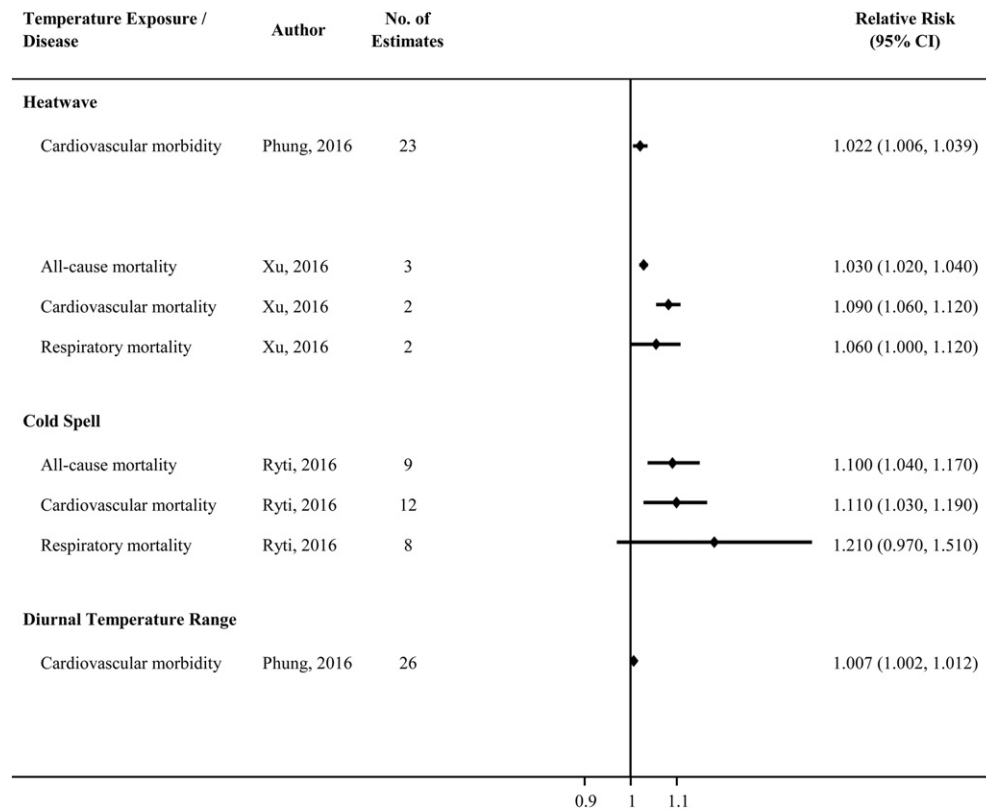 Temperature Exposure / Disease Author No. of Estimates Relative Risk (95% CI)
Heatwave
Cardiovascular morbidity Phung, 2016 23 1.022 (1.006, 1.039)
All-cause mortality Xu, 2016 3 1.030 (1.020, 1.040)
Cardiovascular mortality Xu, 2016 2 1.090 (1.060, 1.120)
Respiratory mortality Xu, 2016 2 1.060 (1.000, 1.120)
Cold Spell
All-cause mortality Ryti, 2016 9 1.100 (1.040, 1.170)
Cardiovascular mortality Ryti, 2016 12 1.110 (1.030, 1.190)
Respiratory mortality Ryti, 2016 8 1.210 (0.970, 1.510)
Diurnal Temperature Range
Cardiovascular morbidity Phung, 2016 26 1.007 (1.002, 1.012)
0.9 1 1.1